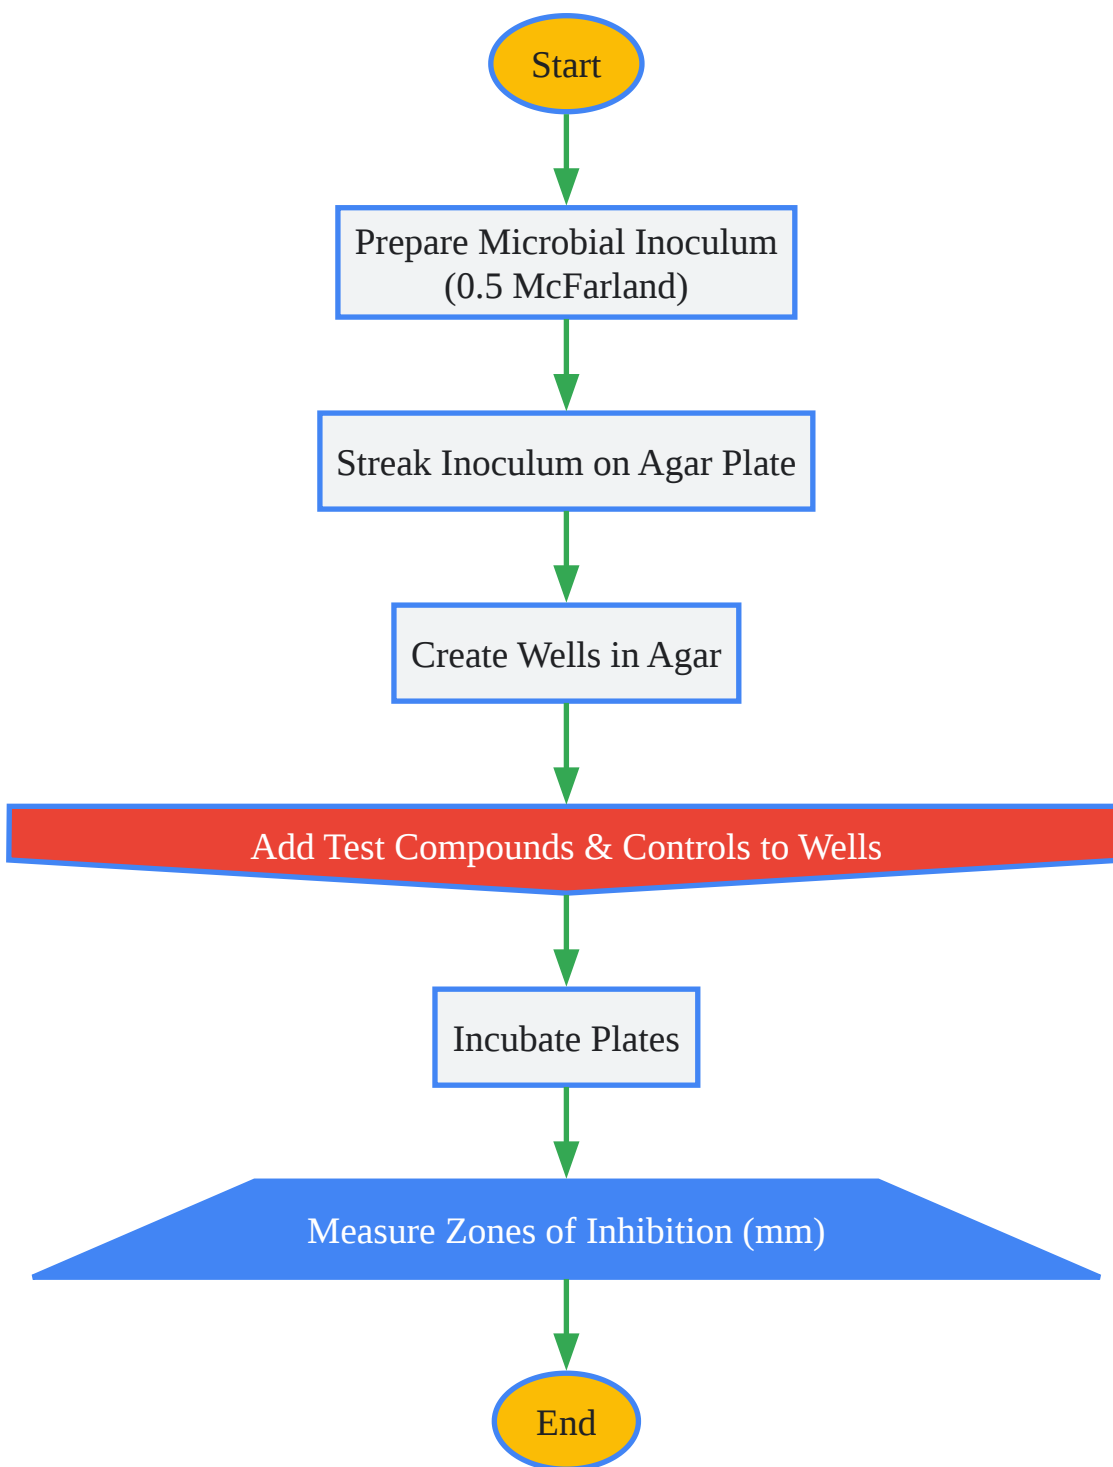 Start
Prepare Microbial Inoculum
(0.5 McFarland)
Streak Inoculum on Agar Plate
Create Wells in Agar
Add Test Compounds & Controls to Wells
Incubate Plates
Measure Zones of Inhibition (mm)
End